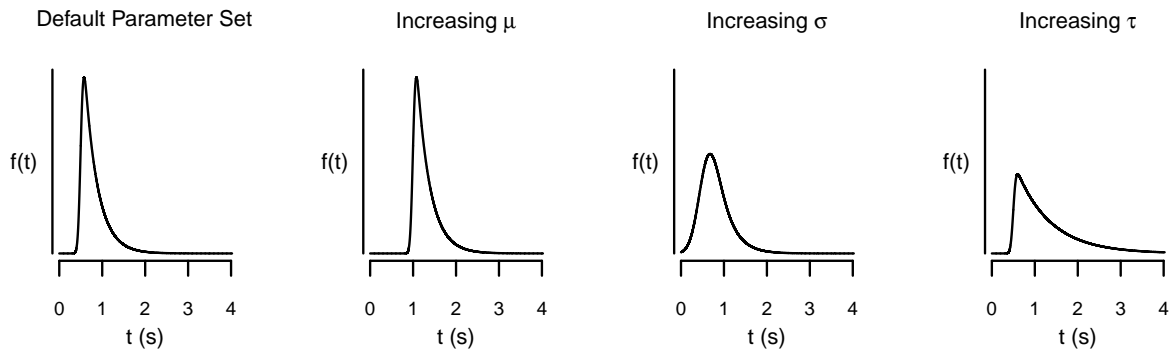 Default Parameter Set
Increasing μ
Increasing σ
Increasing τ
f(t)
f(t)
f(t)
f(t)
0 1 2 3 4
0 1 2 3 4
0 1 2 3 4
0 1 2 3 4
t (s)
t (s)
t (s)
t (s)